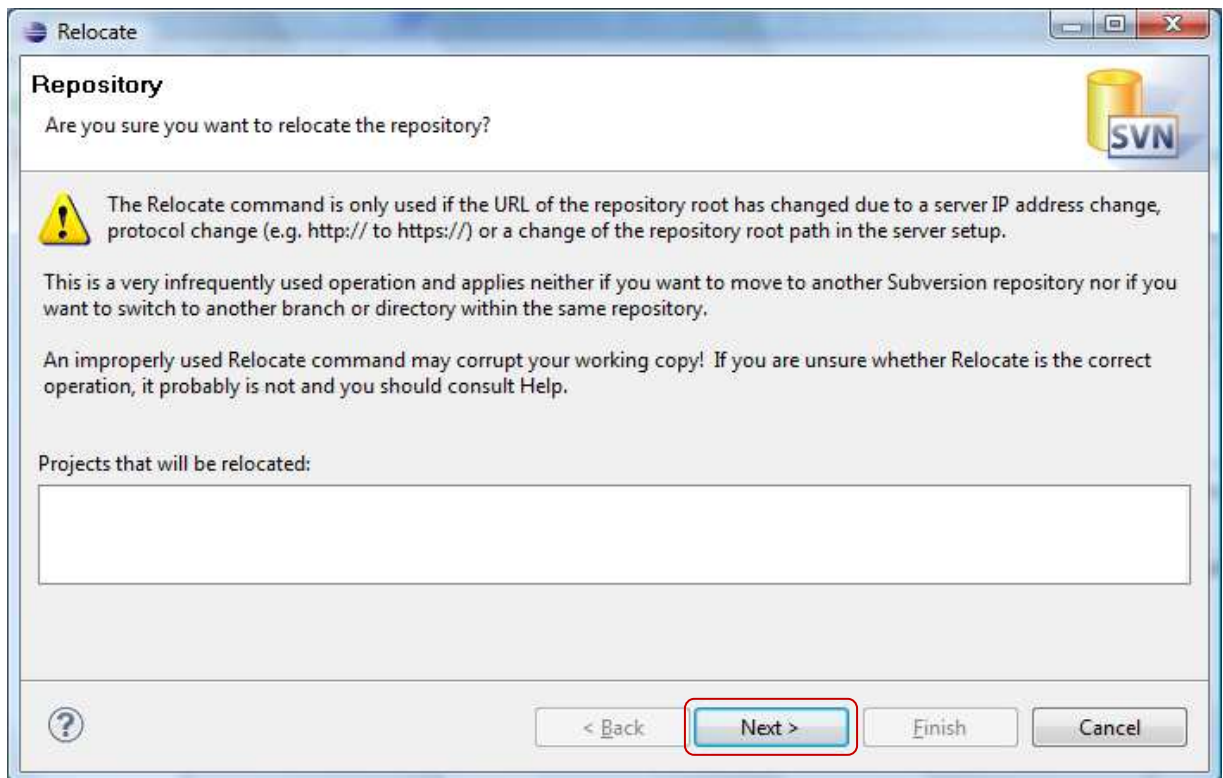 Relocate
Repository
Are you sure you want to relocate the repository?
SVN
The Relocate command is only used if the URL of the repository root has changed due to a server IP address change,
protocol change (e.g. http:// to https://) or a change of the repository root path in the server setup.
This is a very infrequently used operation and applies neither if you want to move to another Subversion repository nor if you
want to switch to another branch or directory within the same repository.
An improperly used Relocate command may corrupt your working copy! If you are unsure whether Relocate is the correct
operation, it probably is not and you should consult Help.
Projects that will be relocated:
< Back Next > Finish Cancel